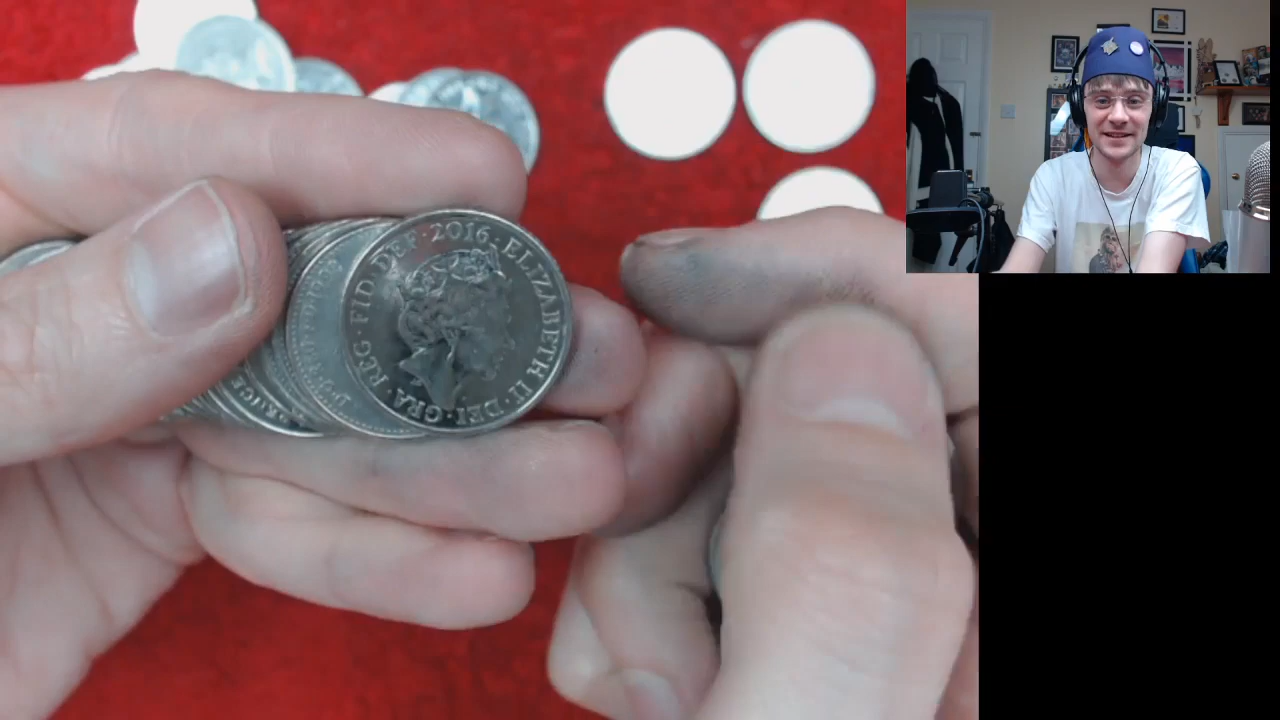 ELIZABETH II · DEI · GRA · REG · FID · DEF · 2016 ·